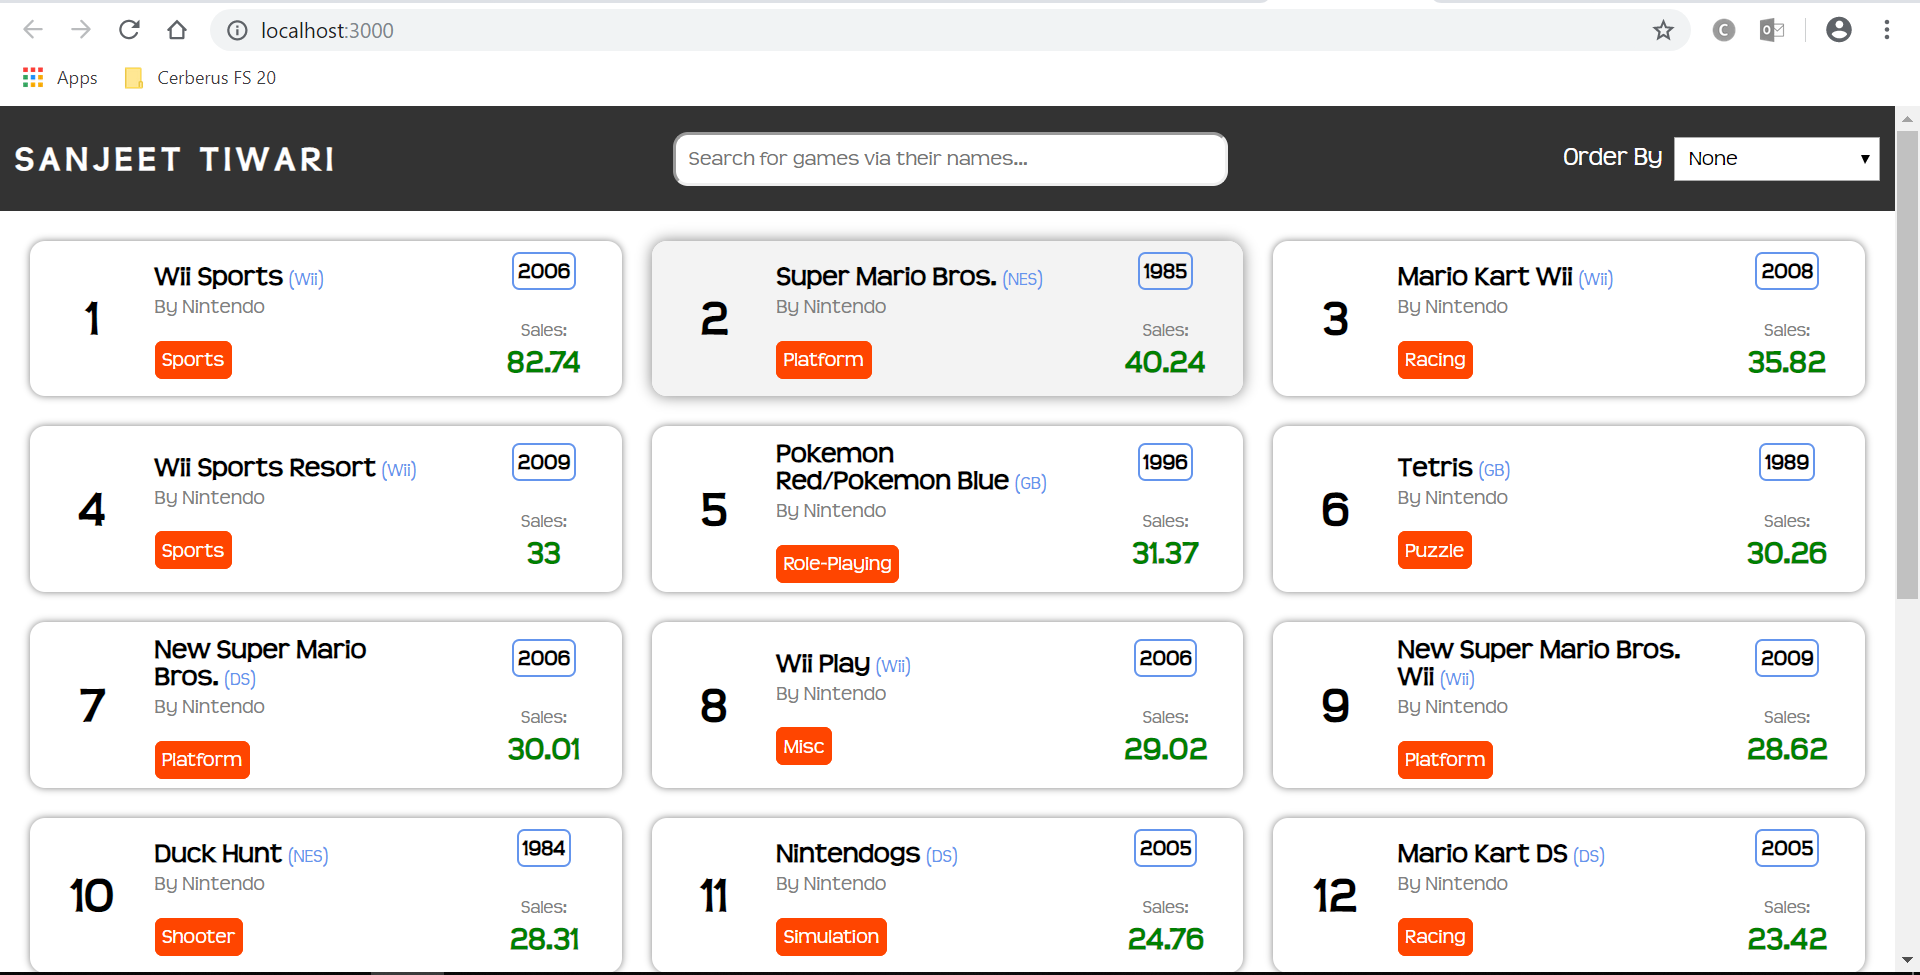 localhost:3000
Apps
Cerberus FS 20
SANJEET TIWARI
Search for games via their names...
Order By
None
1
Wii Sports (Wii)
By Nintendo
Sports
2006
Sales:
82.74
2
Super Mario Bros. (NES)
By Nintendo
Platform
1985
Sales:
40.24
3
Mario Kart Wii (Wii)
By Nintendo
Racing
2008
Sales:
35.82
4
Wii Sports Resort (Wii)
By Nintendo
Sports
2009
Sales:
33
5
Pokemon
Red/Pokemon Blue (GB)
By Nintendo
Role-Playing
1996
Sales:
31.37
6
Tetris (GB)
By Nintendo
Puzzle
1989
Sales:
30.26
7
New Super Mario
Bros. (DS)
By Nintendo
Platform
2006
Sales:
30.01
8
Wii Play (Wii)
By Nintendo
Misc
2006
Sales:
29.02
9
New Super Mario Bros.
Wii (Wii)
By Nintendo
Platform
2009
Sales:
28.62
10
Duck Hunt (NES)
By Nintendo
Shooter
1984
Sales:
28.31
11
Nintendogs (DS)
By Nintendo
Simulation
2005
Sales:
24.76
12
Mario Kart DS (DS)
By Nintendo
Racing
2005
Sales:
23.42